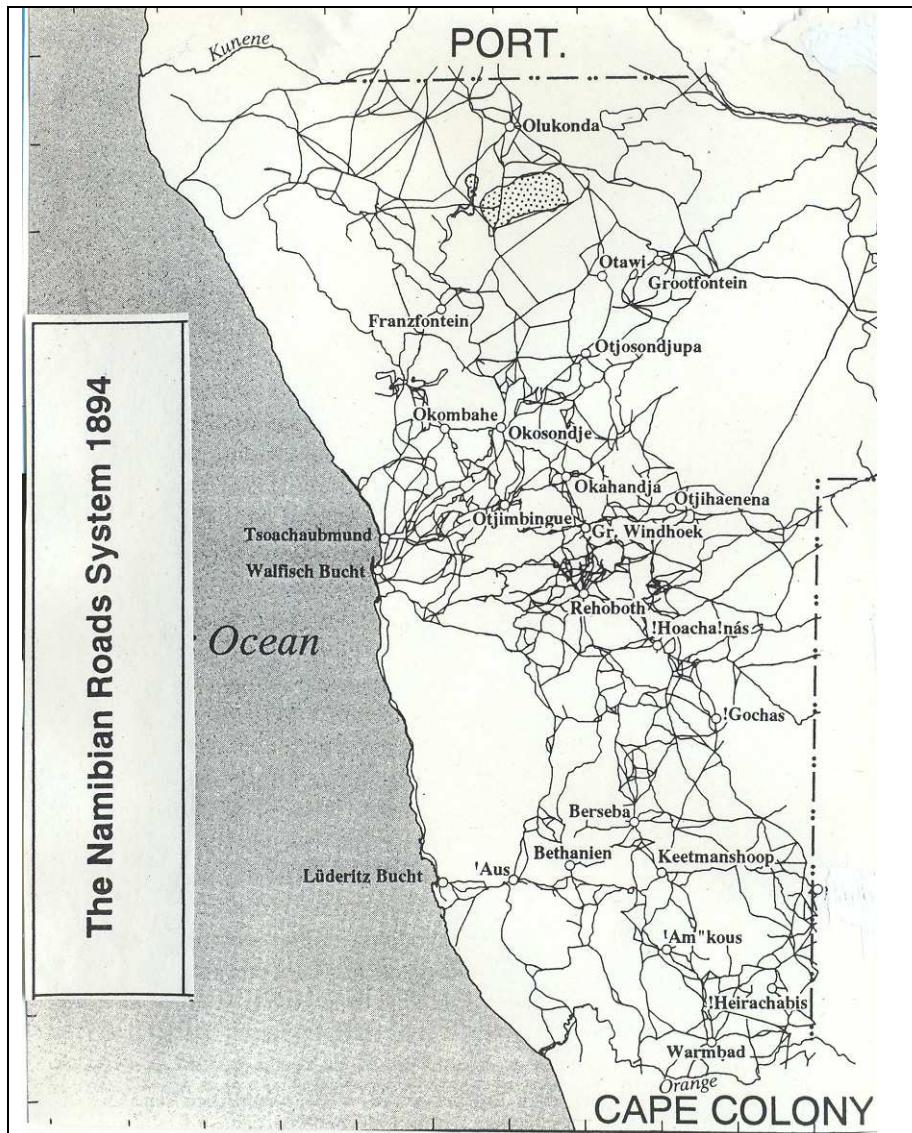 PORT.
Kunene
Olukonda
Otawi
Grootfontein
Franzfontein
Otjosondjupa
Okombahe
Okosondje
Okahandja
Otjihaenena
Otjimbingue
Gr. Windhoek
Tsoachaubmund
Walfisch Bucht
Rehoboth
!Hoacha!nás
Ocean
!Gochas
The Namibian Roads System 1894
Berseba
Bethanien
Keetmanshoop
Lüderitz Bucht
'Aus
'Am"kous
!Heirachabis
Warmbad
Orange
CAPE COLONY